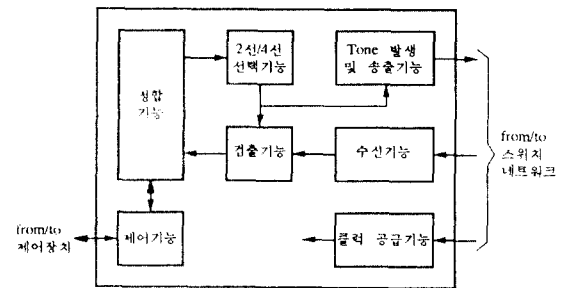 2선/4선
선택기능
Tone 발생
및 송출기능
정합
기능
검출기능
수신기능
from/to
스위치
네트워크
from/to
제어장치
제어기능
클럭 공급기능